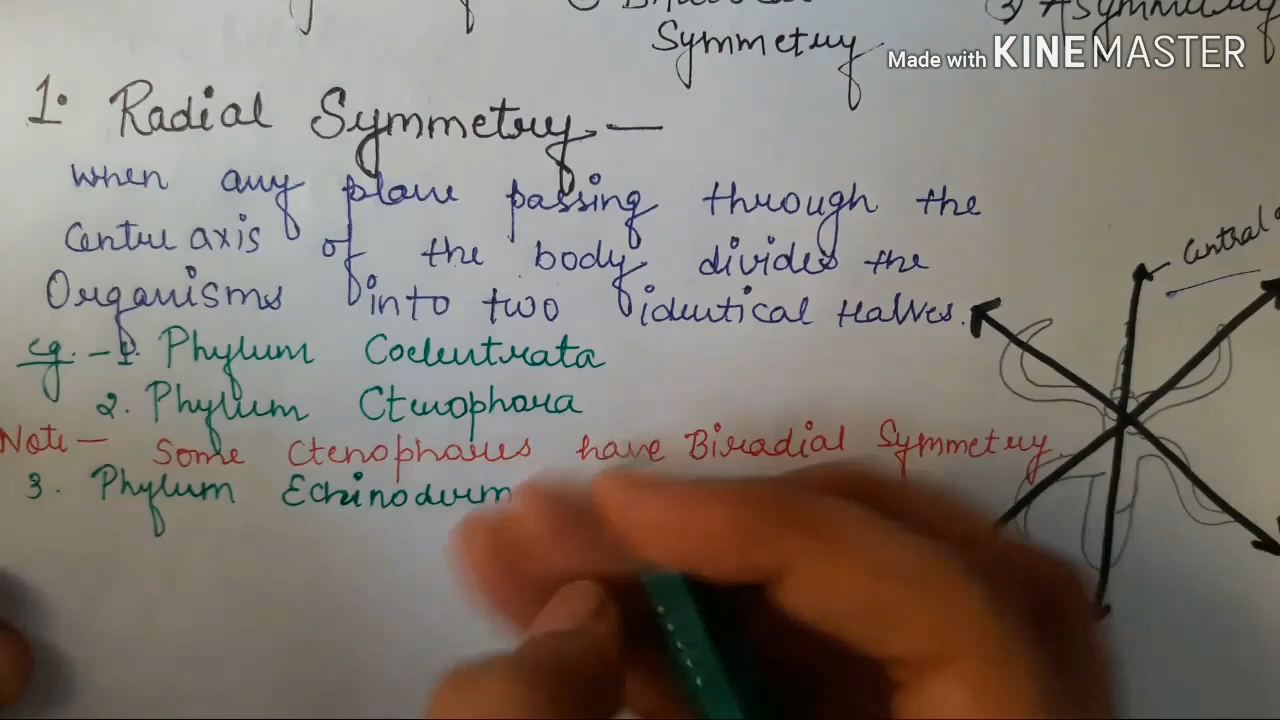 Symmetry
Made with KINEMASTER
1. Radial Symmetry —
when any plane passing through the
Centre axis of the body divides the
Organisms into two identical Halves.
Central
eg. - 1. Phylum Coelentrata
2. Phylum Ctenophora
Note — Some Ctenophores have Biradial Symmetry
3. Phylum Echinoderm